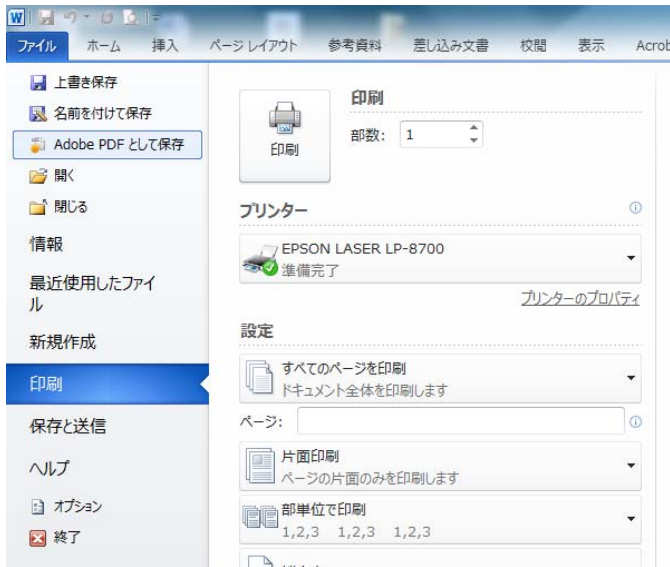 ファイル ホーム 挿入 ページ レイアウト 参考資料 差し込み文書 校閲 表示
上書き保存
名前を付けて保存
Adobe PDF として保存
開く
閉じる
情報
最近使用したファイ
ル
新規作成
印刷
保存と送信
ヘルプ
オプション
終了
印刷
印刷
部数: 1
プリンター
EPSON LASER LP-8700
準備完了
プリンターのプロパティ
設定
すべてのページを印刷
ドキュメント全体を印刷します
ページ:
片面印刷
ページの片面のみを印刷します
部単位で印刷
1,2,3 1,2,3 1,2,3